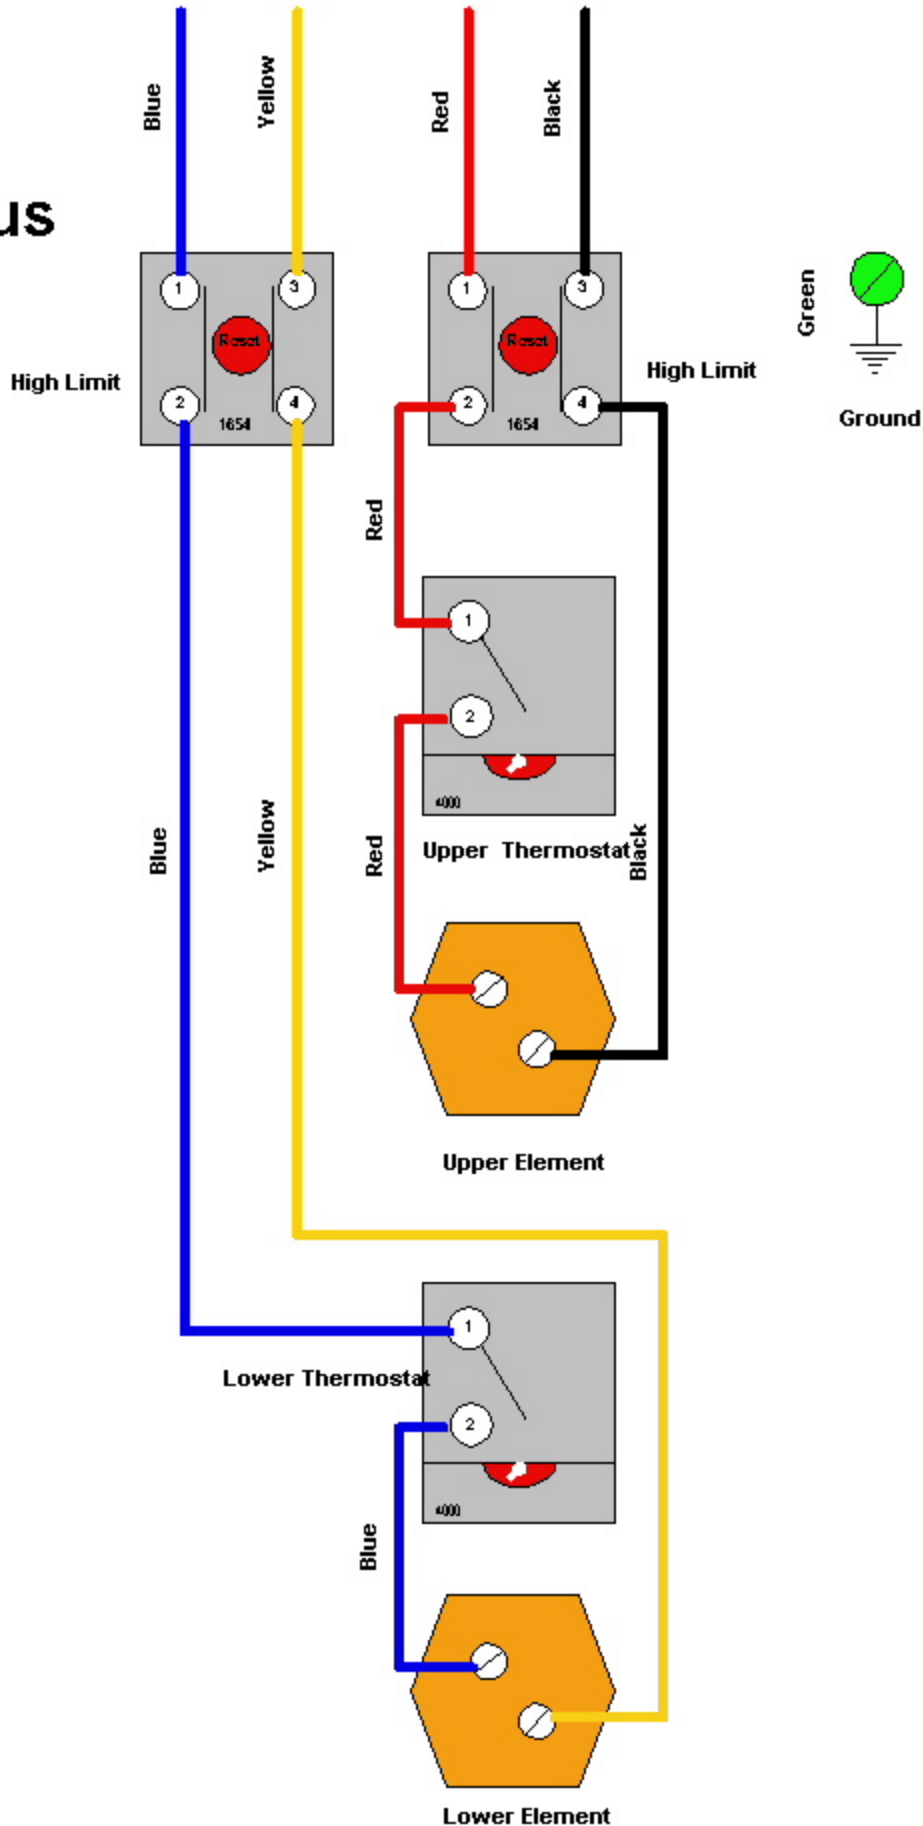 Blue
Yellow
Red
Black
us
1
3
Reset
2
4
1654
High Limit
1
3
Reset
2
4
1654
High Limit
Green
Ground
Red
1
2
4000
Upper Thermostat
Blue
Yellow
Red
Black
Upper Element
1
2
4000
Lower Thermostat
Blue
Lower Element